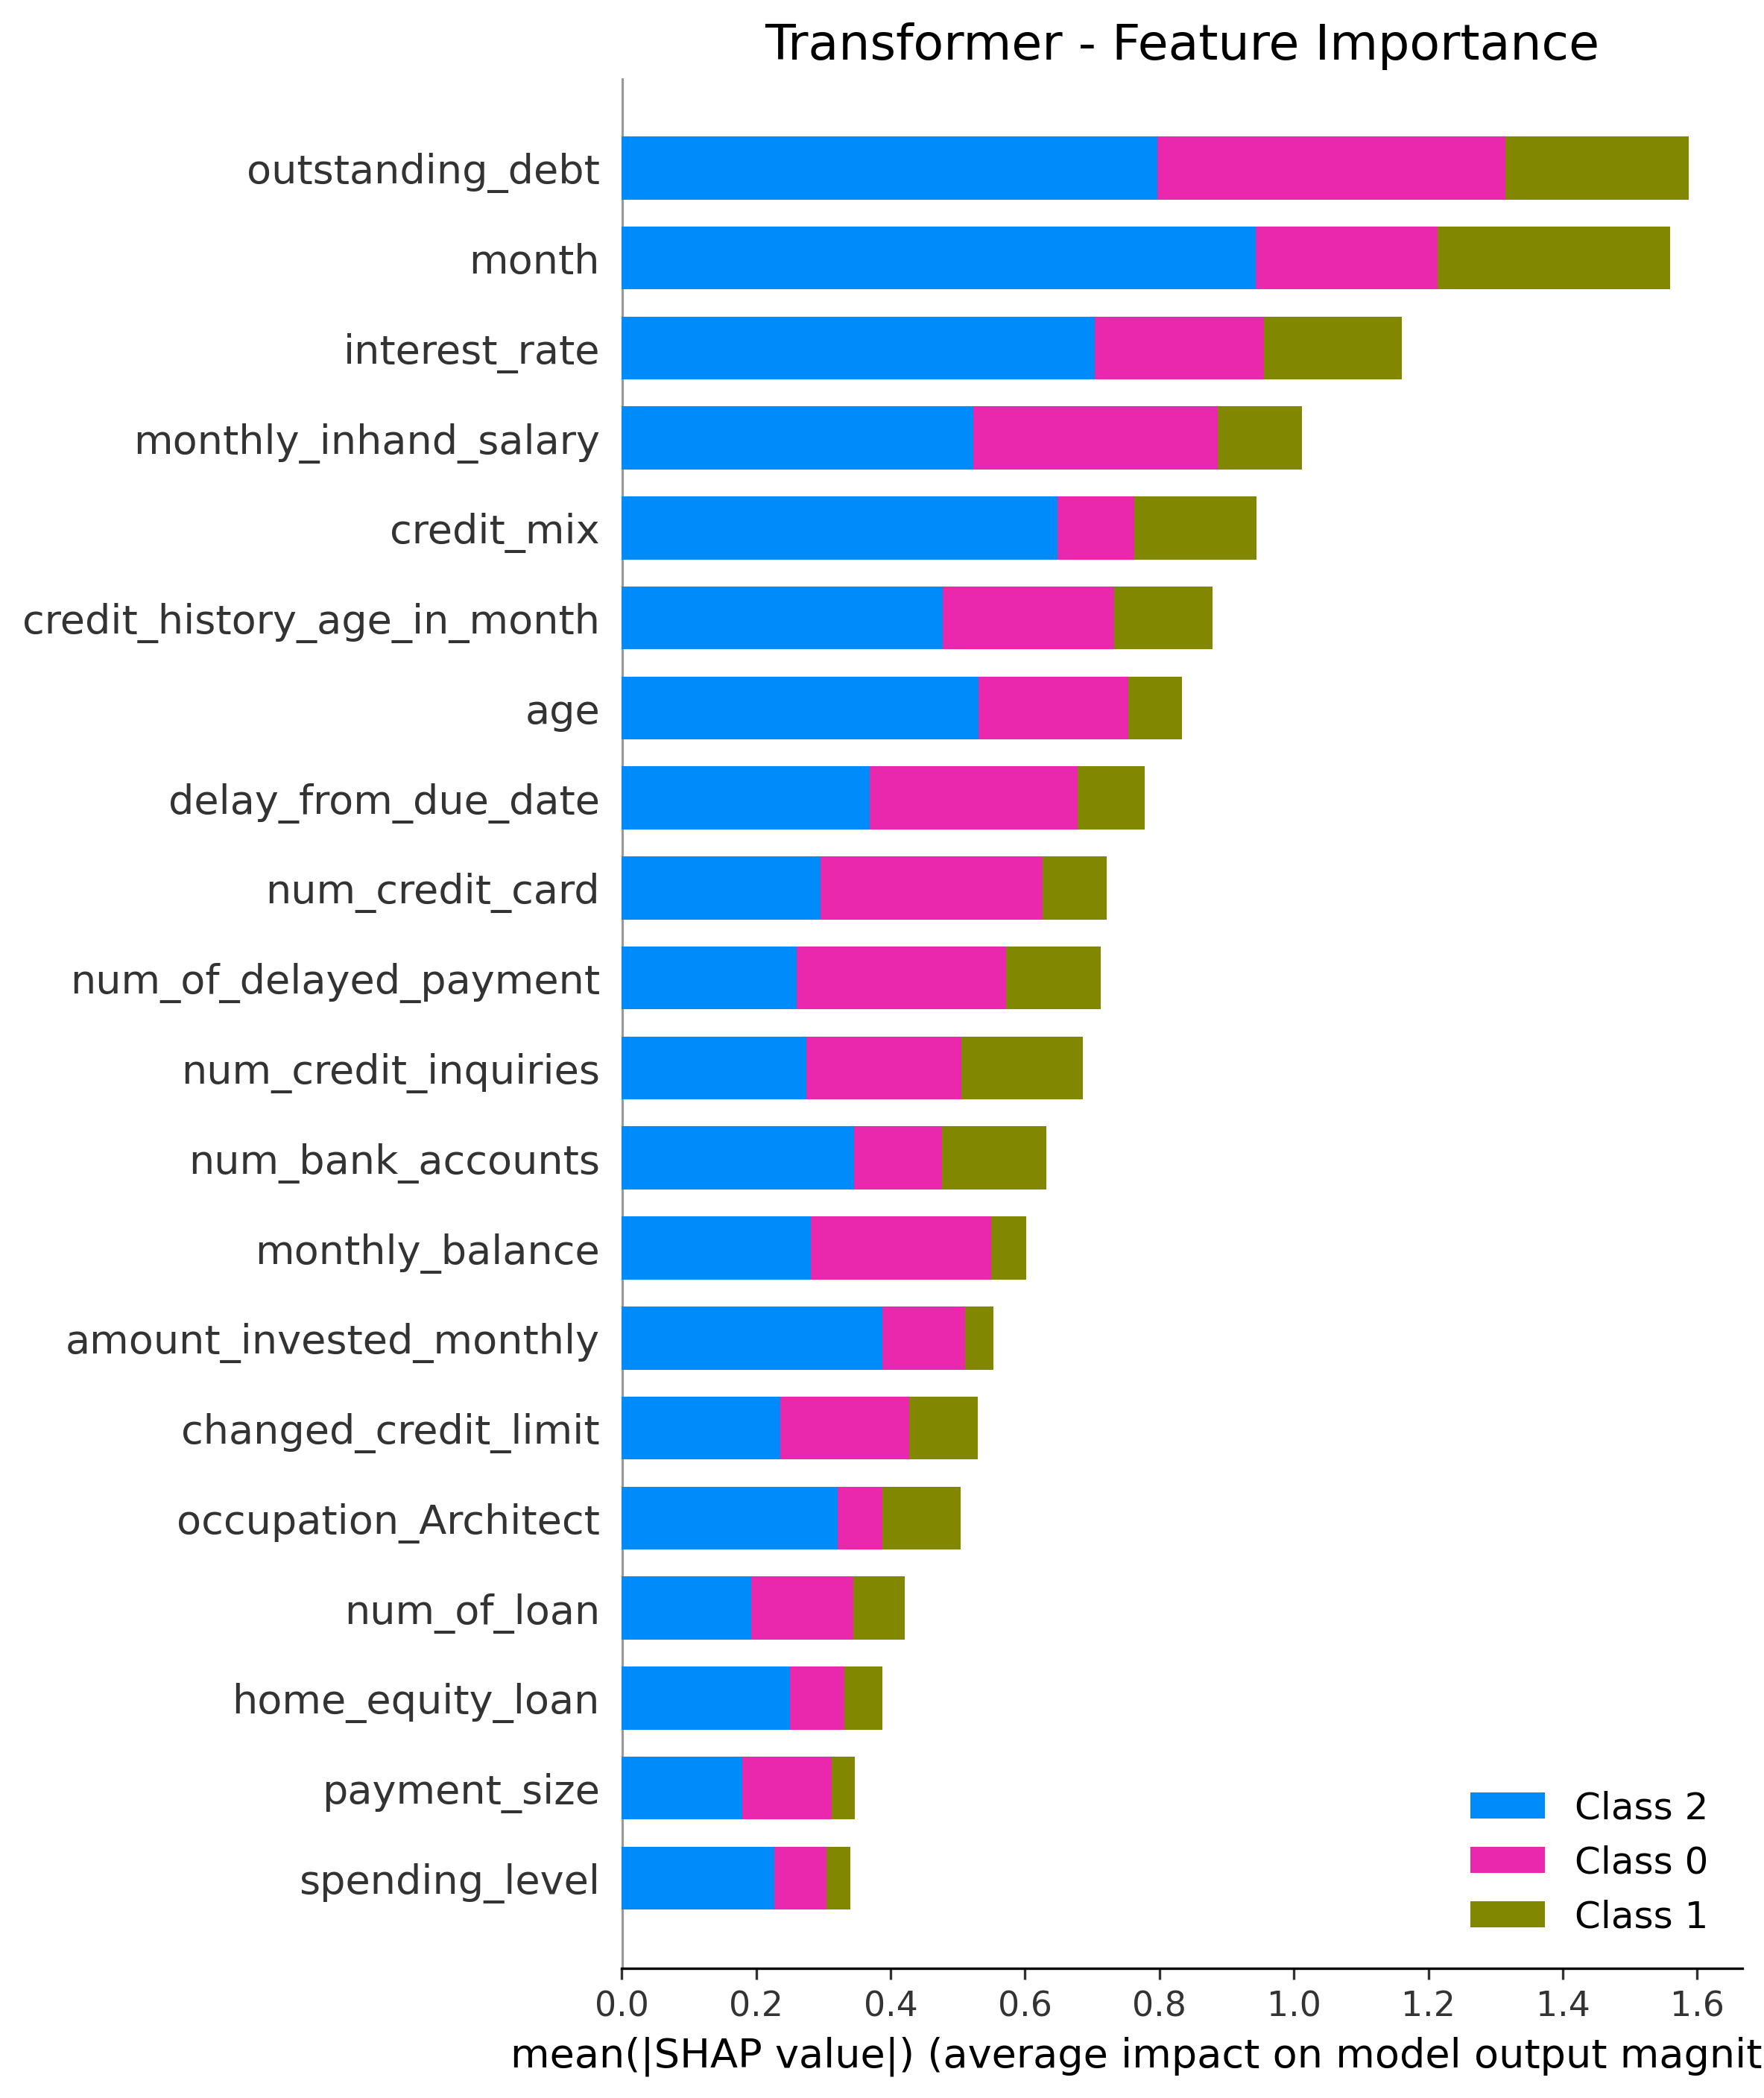 Transformer - Feature Importance
outstanding_debt
month
interest_rate
monthly_inhand_salary
credit_mix
credit_history_age_in_month
age
delay_from_due_date
num_credit_card
num_of_delayed_payment
num_credit_inquiries
num_bank_accounts
monthly_balance
amount_invested_monthly
changed_credit_limit
occupation_Architect
num_of_loan
home_equity_loan
payment_size
spending_level
Class 2
Class 0
Class 1
0.0 0.2 0.4 0.6 0.8 1.0 1.2 1.4 1.6
mean(|SHAP value|) (average impact on model output magnit